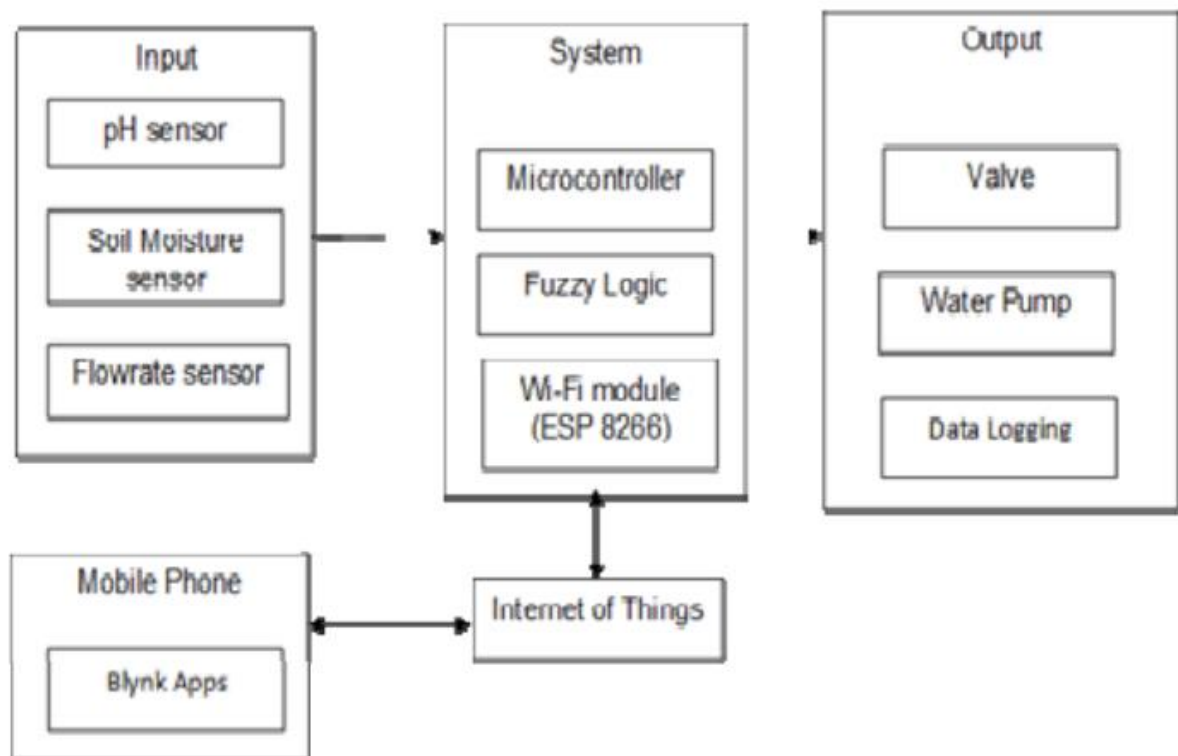 Input
pH sensor
Soil Moisture
sensor
Flowrate sensor
System
Microcontroller
Fuzzy Logic
Wi-Fi module
(ESP 8266)
Output
Valve
Water Pump
Data Logging
Mobile Phone
Blynk Apps
Internet of Things